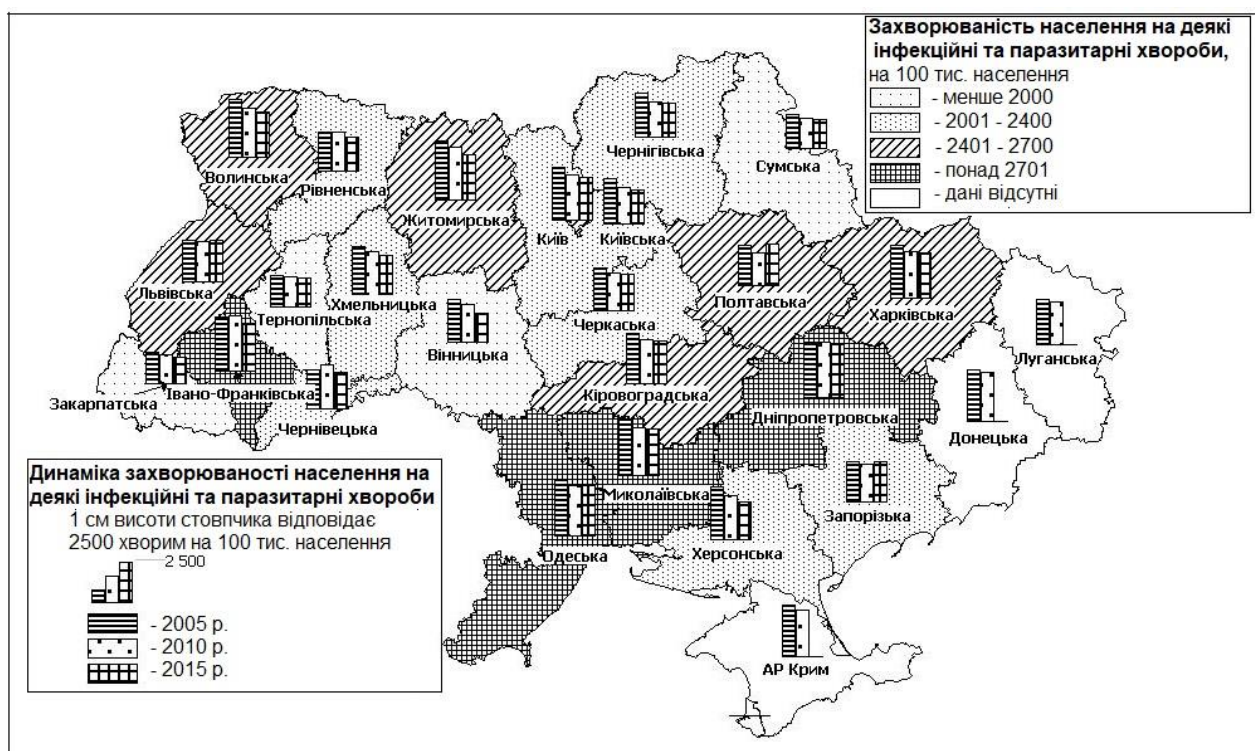 Захворюваність населення на деякі
інфекційні та паразитарні хвороби,
на 100 тис. населення
- менше 2000
- 2001 - 2400
- 2401 - 2700
- понад 2701
- дані відсутні
Чернігівська
Сумська
Волинська
Рівненська
Житомирська
Київ
Київська
Львівська
Тернопільська
Хмельницька
Полтавська
Харківська
Черкаська
Вінницька
Луганська
Закарпатська
Івано-Франківська
Кіровоградська
Чернівецька
Дніпропетровська
Донецька
Миколаївська
Запорізька
Одеська
Херсонська
АР Крим
Динаміка захворюваності населення на
деякі інфекційні та паразитарні хвороби
1 см висоти стовпчика відповідає
2500 хворим на 100 тис. населення
2 500
- 2005 р.
- 2010 р.
- 2015 р.